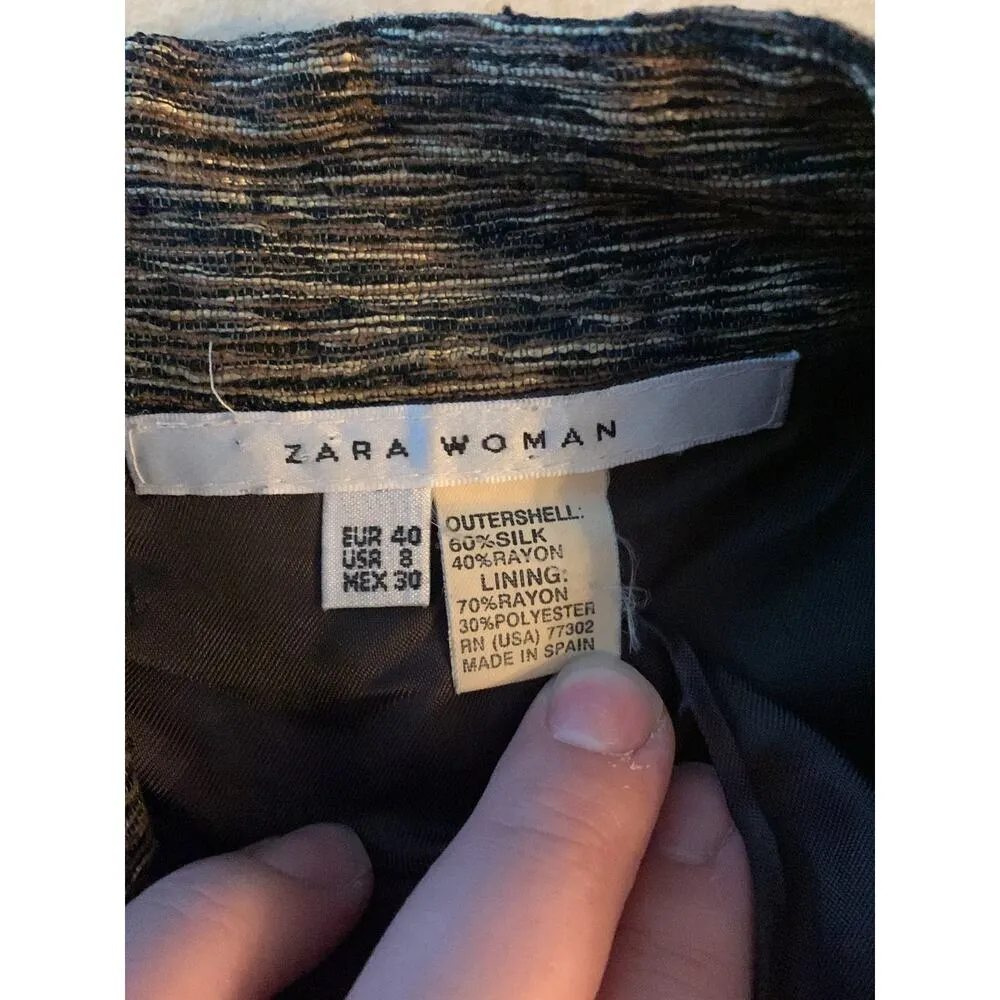 ZARA WOMAN
EUR 40
USA 8
MEX 30
OUTERSHELL:
60%SILK
40%RAYON
LINING:
70%RAYON
30%POLYESTER
RN (USA) 77302
MADE IN SPAIN